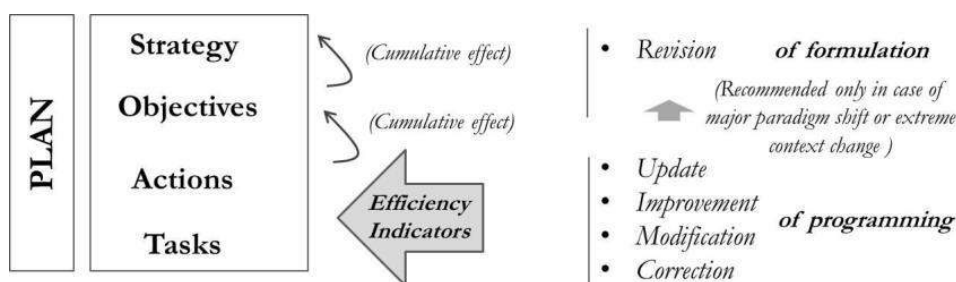 PLAN
Strategy
Objectives
Actions
Tasks
(Cumulative effect)
(Cumulative effect)
Efficiency
Indicators
• Revision of formulation
(Recommended only in case of
major paradigm shift or extreme
context change )
• Update
• Improvement
• Modification
• Correction
of programming